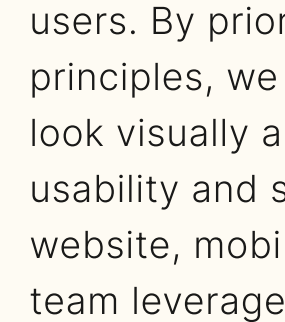 users. By prior
principles, we
look visually a
usability and s
website, mobi
team leverage